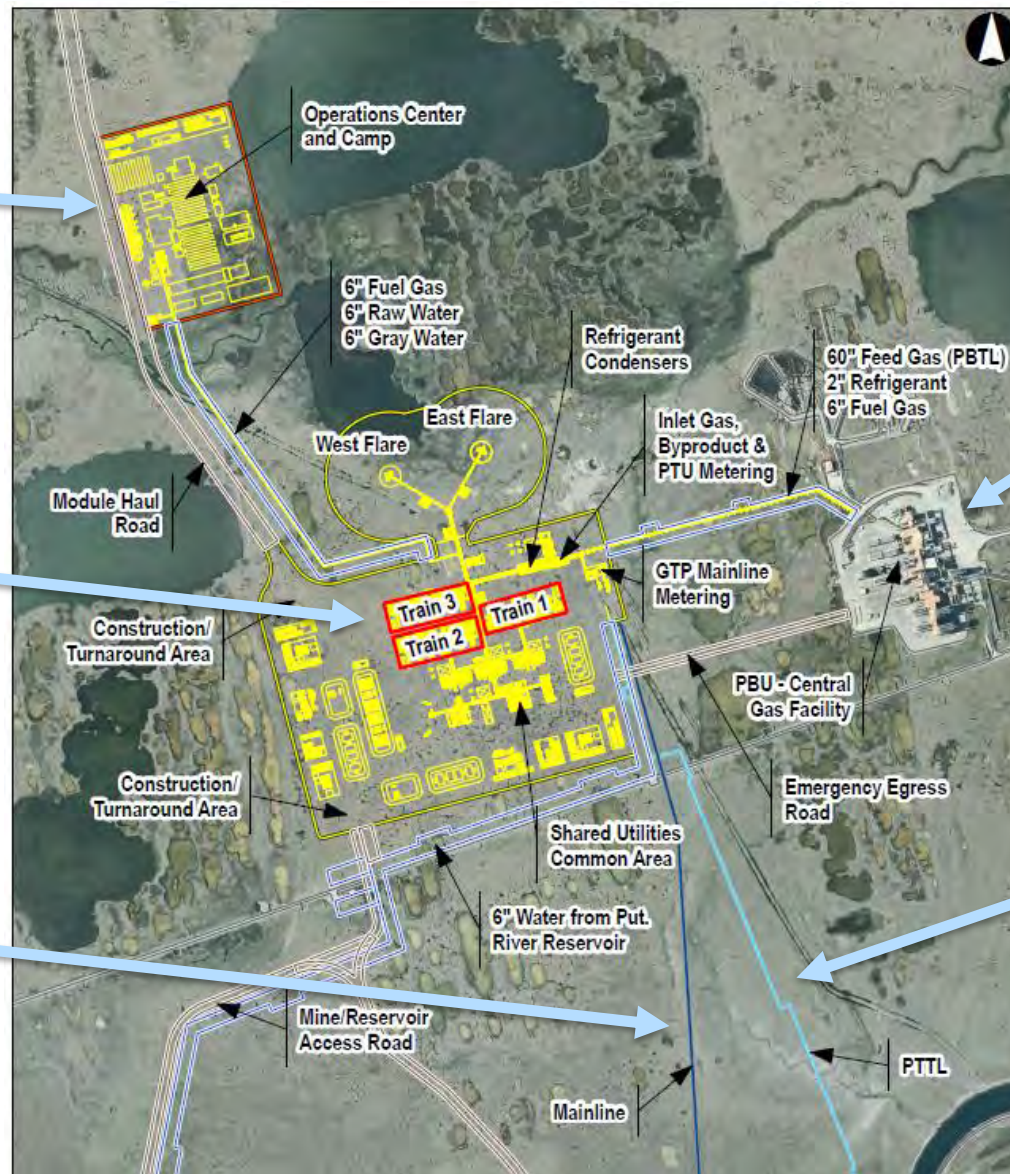 Operations Center
and Camp
6" Fuel Gas
6" Raw Water
6" Gray Water
Refrigerant
Condensers
60" Feed Gas (PBTL)
2" Refrigerant
6" Fuel Gas
East Flare
West Flare
Inlet Gas,
Byproduct &
PTU Metering
Module Haul
Road
GTP Mainline
Metering
Train 3
Train 1
Train 2
Construction/
Turnaround Area
PBU - Central
Gas Facility
Construction/
Turnaround Area
Emergency Egress
Road
Shared Utilities
Common Area
6" Water from Put.
River Reservoir
Mine/Reservoir
Access Road
PTTL
Mainline